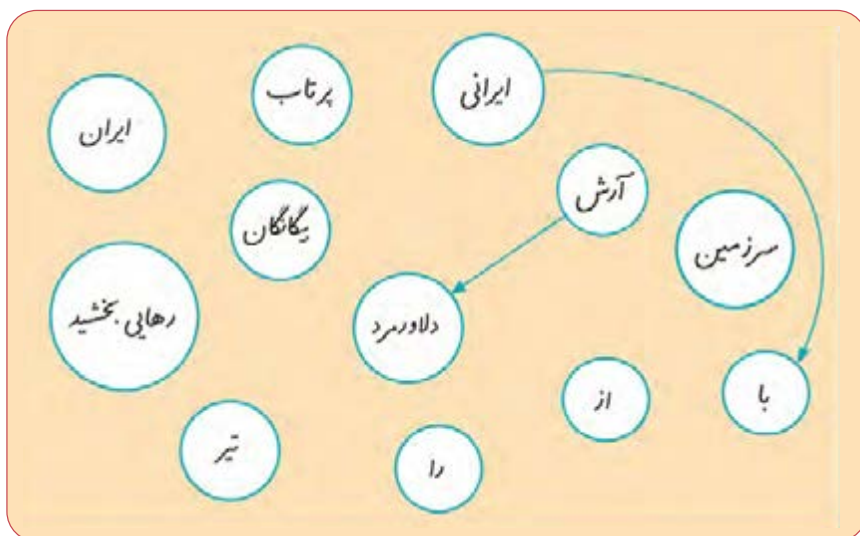 ایرانی
پرتاب
ایران
آرش
سرزمین
بیگانگان
دلاورمرد
رهایی بخشید
با
از
تیر
را